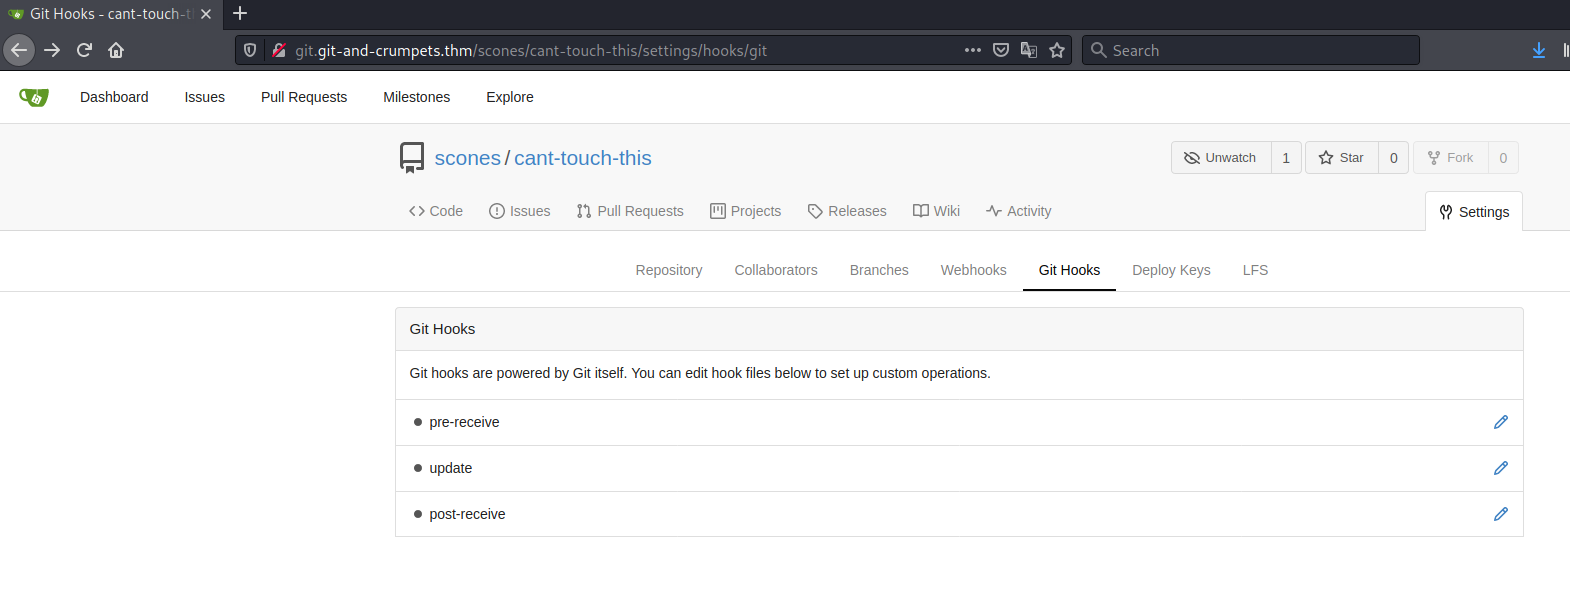 Git Hooks - cant-touch-t
git.git-and-crumpets.thm/scones/cant-touch-this/settings/hooks/git
Search
Dashboard Issues Pull Requests Milestones Explore
scones / cant-touch-this
Unwatch 1 Star 0 Fork 0
Code Issues Pull Requests Projects Releases Wiki Activity Settings
Repository Collaborators Branches Webhooks Git Hooks Deploy Keys LFS
Git Hooks
Git hooks are powered by Git itself. You can edit hook files below to set up custom operations.
pre-receive
update
post-receive